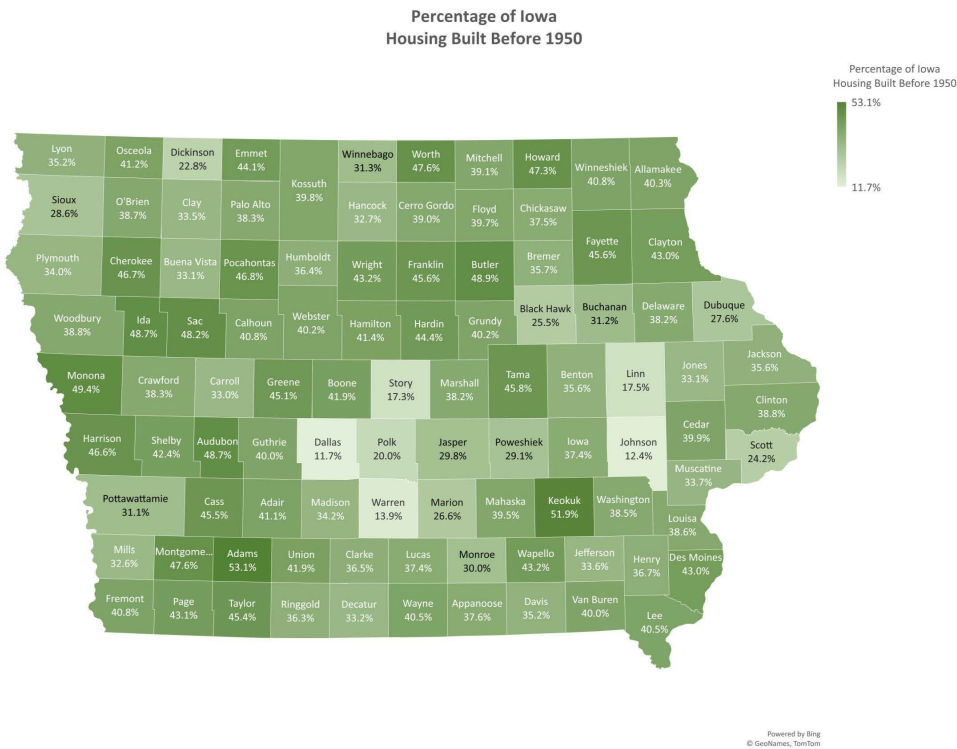 Percentage of Iowa
Housing Built Before 1950
Percentage of Iowa
Housing Built Before 1950
53.1%
11.7%
Lyon
35.2%
Osceola
41.2%
Dickinson
22.8%
Emmet
44.1%
Kossuth
39.8%
Winnebago
31.3%
Worth
47.6%
Mitchell
39.1%
Howard
47.3%
Winneshiek
40.8%
Allamakee
40.3%
Sioux
28.6%
O'Brien
38.7%
Clay
33.5%
Palo Alto
38.3%
Hancock
32.7%
Cerro Gordo
39.0%
Floyd
39.7%
Chickasaw
37.5%
Plymouth
34.0%
Cherokee
46.7%
Buena Vista
33.1%
Pocahontas
46.8%
Humboldt
36.4%
Wright
43.2%
Franklin
45.6%
Butler
48.9%
Bremer
35.7%
Fayette
45.6%
Clayton
43.0%
Woodbury
38.8%
Ida
48.7%
Sac
48.2%
Calhoun
40.8%
Webster
40.2%
Hamilton
41.4%
Hardin
44.4%
Grundy
40.2%
Black Hawk
25.5%
Buchanan
31.2%
Delaware
38.2%
Dubuque
27.6%
Monona
49.4%
Crawford
38.3%
Carroll
33.0%
Greene
45.1%
Boone
41.9%
Story
17.3%
Marshall
38.2%
Tama
45.8%
Benton
35.6%
Linn
17.5%
Jones
33.1%
Jackson
35.6%
Clinton
38.8%
Harrison
46.6%
Shelby
42.4%
Audubon
48.7%
Guthrie
40.0%
Dallas
11.7%
Polk
20.0%
Jasper
29.8%
Poweshiek
29.1%
Iowa
37.4%
Johnson
12.4%
Cedar
39.9%
Scott
24.2%
Muscatine
33.7%
Pottawattamie
31.1%
Cass
45.5%
Adair
41.1%
Madison
34.2%
Warren
13.9%
Marion
26.6%
Mahaska
39.5%
Keokuk
51.9%
Washington
38.5%
Louisa
38.6%
Mills
32.6%
Montgome...
47.6%
Adams
53.1%
Union
41.9%
Clarke
36.5%
Lucas
37.4%
Monroe
30.0%
Wapello
43.2%
Jefferson
33.6%
Henry
36.7%
Des Moines
43.0%
Fremont
40.8%
Page
43.1%
Taylor
45.4%
Ringgold
36.3%
Decatur
33.2%
Wayne
40.5%
Appanoose
37.6%
Davis
35.2%
Van Buren
40.0%
Lee
40.5%
Powered by Bing
© GeoNames, TomTom